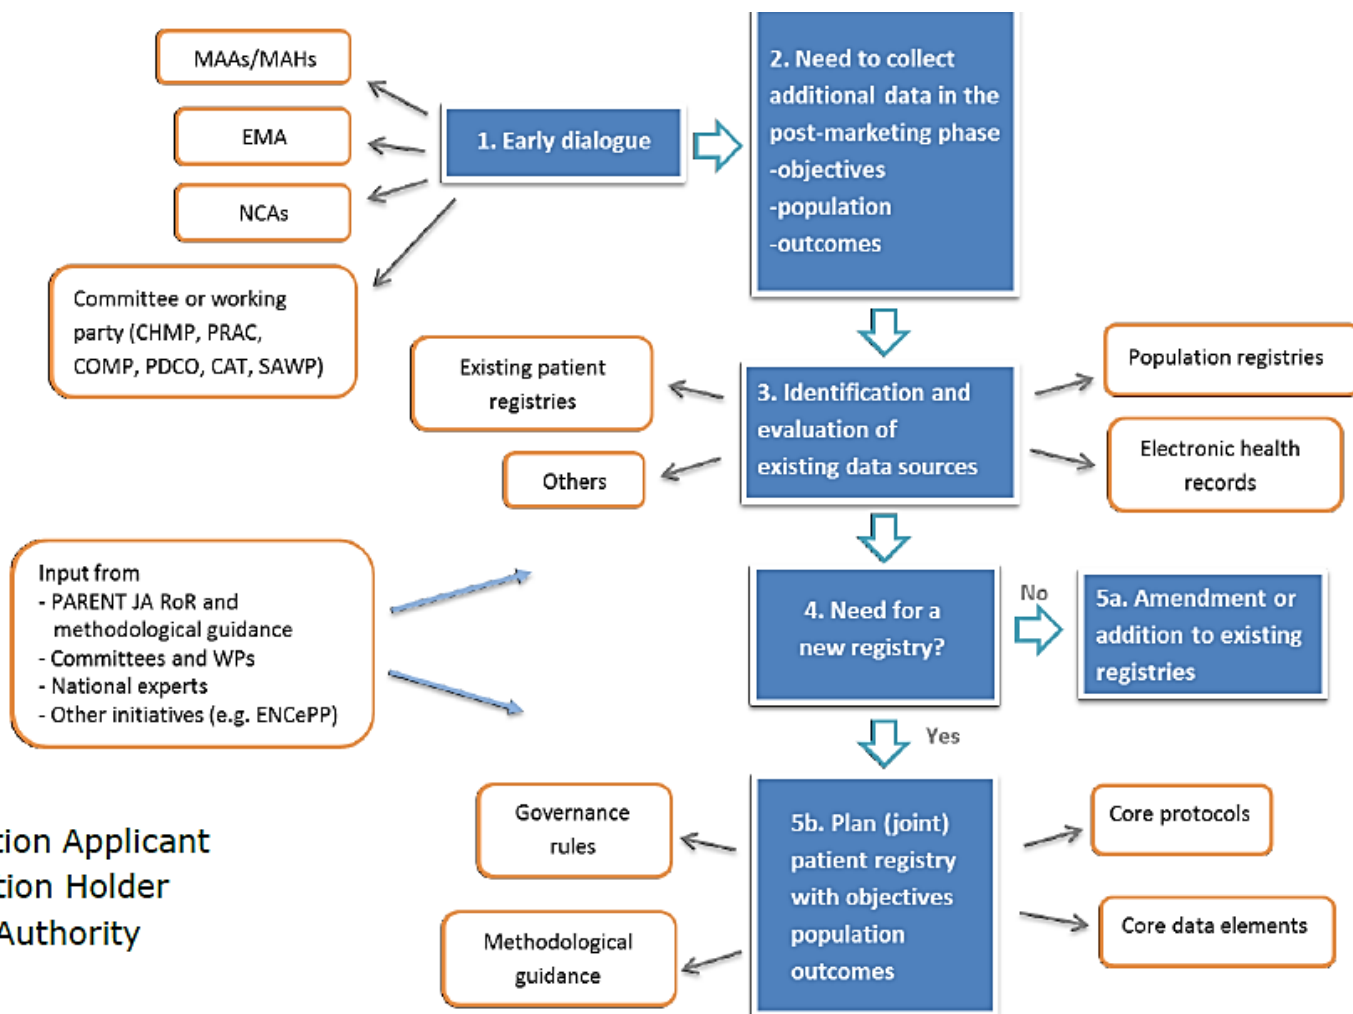 MAAs/MAHs
EMA
NCAs
Committee or working
party (CHMP, PRAC,
COMP, PDCO, CAT, SAWP)
1. Early dialogue
2. Need to collect
additional data in the
post-marketing phase
-objectives
-population
-outcomes
Existing patient
registries
Others
3. Identification and
evaluation of
existing data sources
Population registries
Electronic health
records
Input from
- PARENT JA RoR and
methodological guidance
- Committees and WPs
- National experts
- Other initiatives (e.g. ENCePP)
4. Need for a
new registry?
No
5a. Amendment or
addition to existing
registries
Yes
Governance
rules
Methodological
guidance
5b. Plan (joint)
patient registry
with objectives
population
outcomes
Core protocols
Core data elements
tion Applicant
tion Holder
Authority